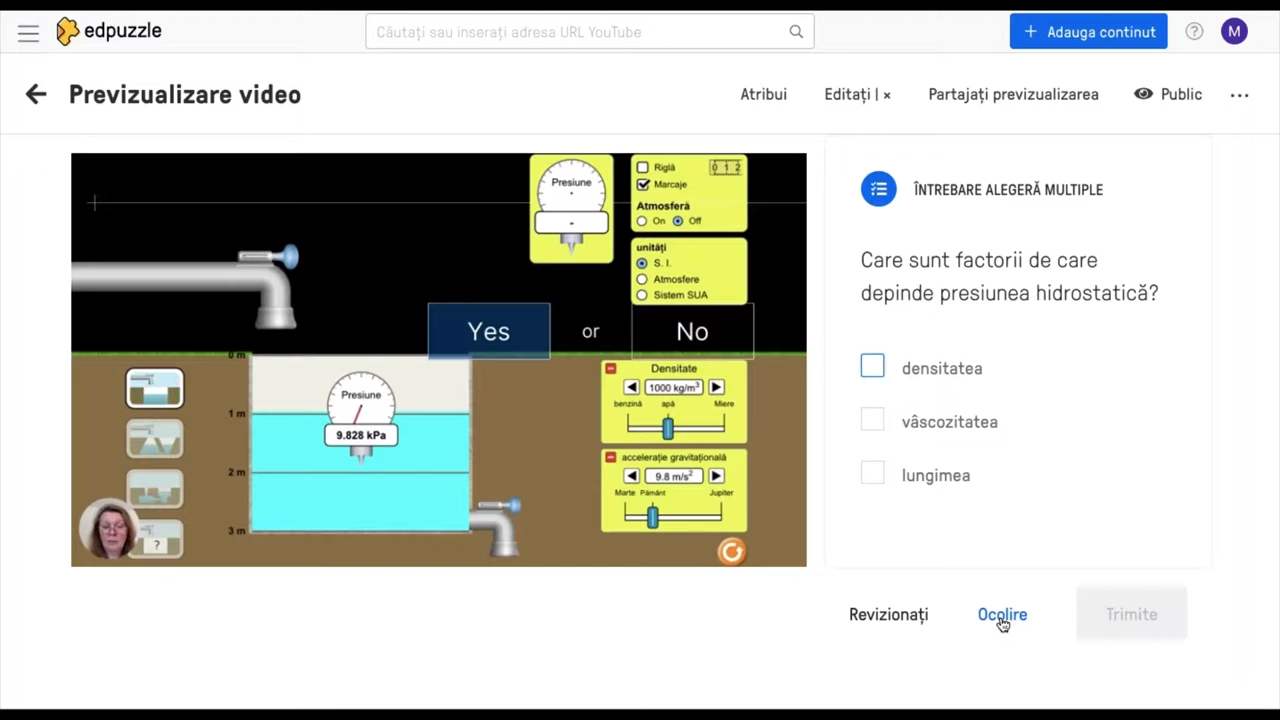 edpuzzle
Căutați sau inserați adresa URL YouTube
+ Adauga continut
?
M
Previzualizare video
Atribui
Editați | ×
Partajați previzualizarea
Public
...
Presiune
-
Riglă
0 1 2
Marcaje
Atmosferă
On
Off
unități
S. I.
Atmosfere
Sistem SUA
Yes
or
No
0 m
1 m
2 m
3 m
Presiune
9.828 kPa
?
Densitate
1000 kg/m³
benzină
apă
Miere
accelerație gravitațională
9.8 m/s²
Marte
Pământ
Jupiter
ÎNTREBARE ALEGERĂ MULTIPLE
Care sunt factorii de care
depinde presiunea hidrostatică?
densitatea
vâscozitatea
lungimea
Revizionați
Ocolire
Trimite